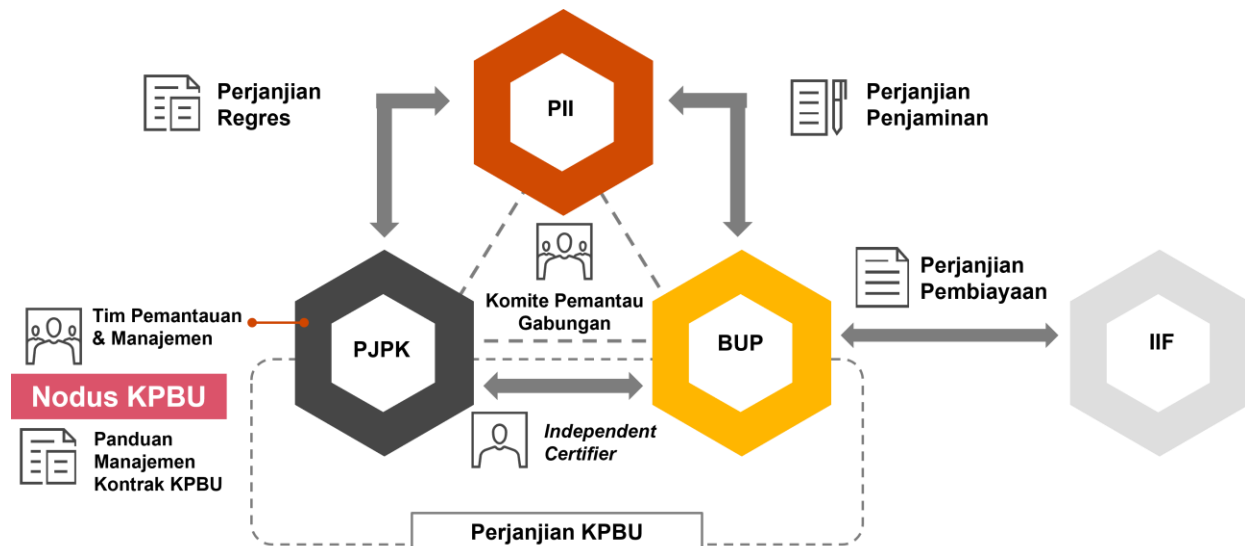 Perjanjian
Regres
PII
Perjanjian
Penjaminan
Tim Pemantauan
& Manajemen
Nodus KPBU
Panduan
Manajemen
Kontrak KPBU
PJPK
Komite Pemantau
Gabungan
Independent
Certifier
BUP
Perjanjian
Pembiayaan
IIF
Perjanjian KPBU